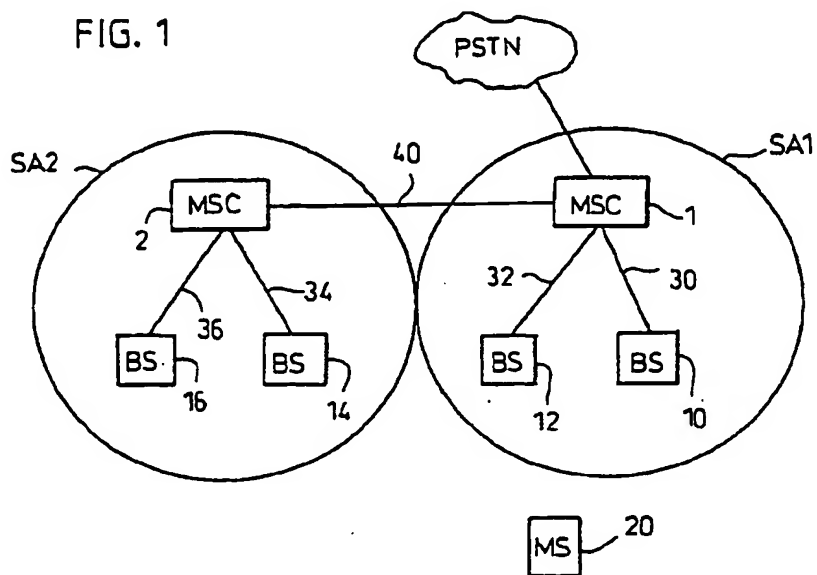 FIG. 1
PSTN
SA2
SA1
40
MSC
MSC
2
1
36
34
32
30
BS
BS
BS
BS
16
14
12
10
MS
20